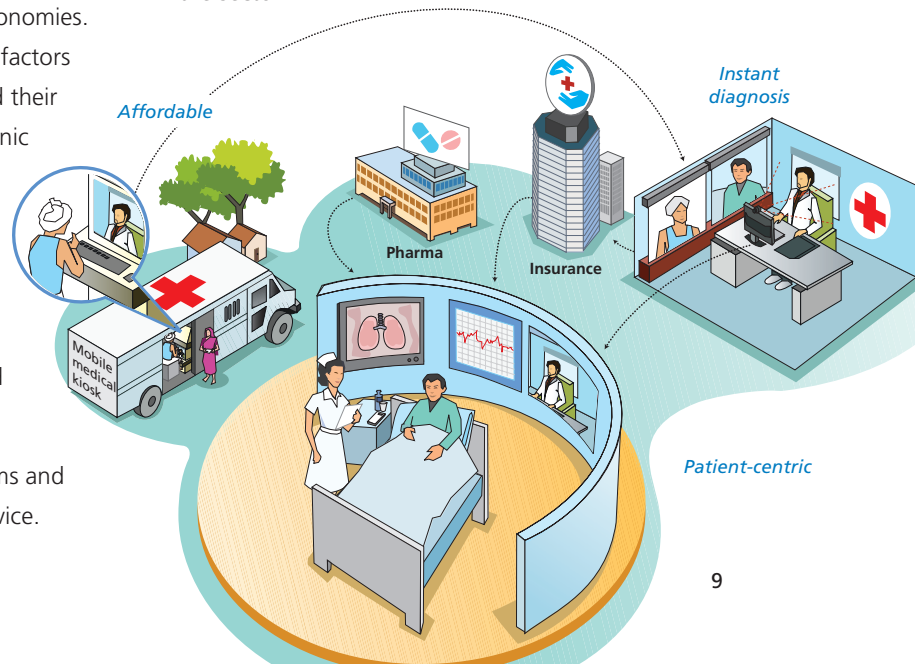 onomies.
factors
d their
nic
ns and
vice.
Affordable
Instant
diagnosis
Pharma
Insurance
Mobile
medical
kiosk
Patient-centric
9